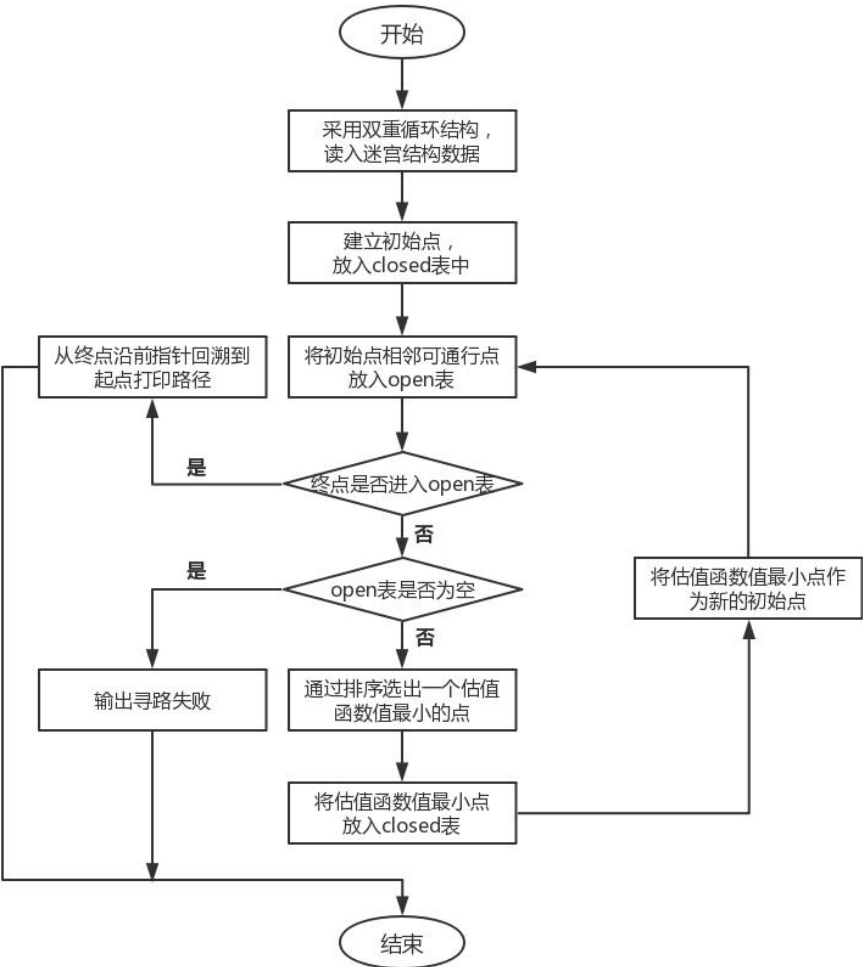 开始
采用双重循环结构，
读入迷宫结构数据
建立初始点，
放入closed表中
从终点沿前指针回溯到
起点打印路径
将初始点相邻可通行点
放入open表
是
终点是否进入open表
否
是
open表是否为空
将估值函数值最小点作
为新的初始点
否
输出寻路失败
通过排序选出一个估值
函数值最小的点
将估值函数值最小点
放入closed表
结束